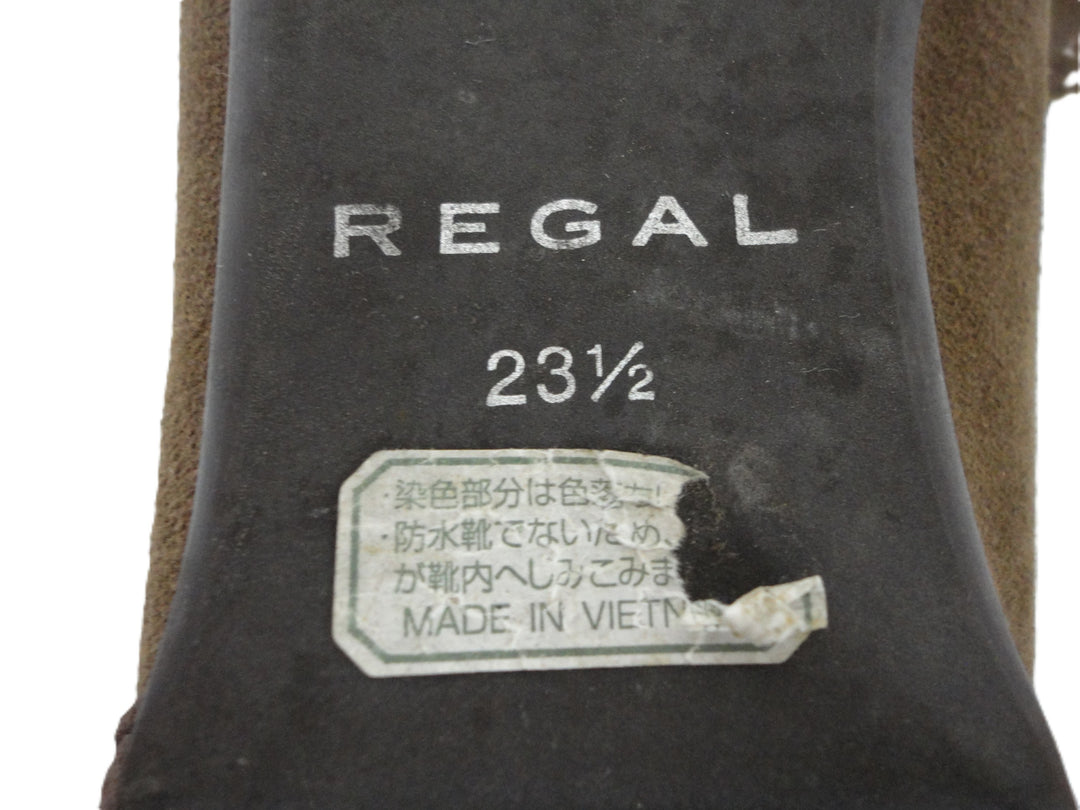 REGAL
23½
・染色部分は色落ち
・防水靴でないため、
が靴内へしみこみま
MADE IN